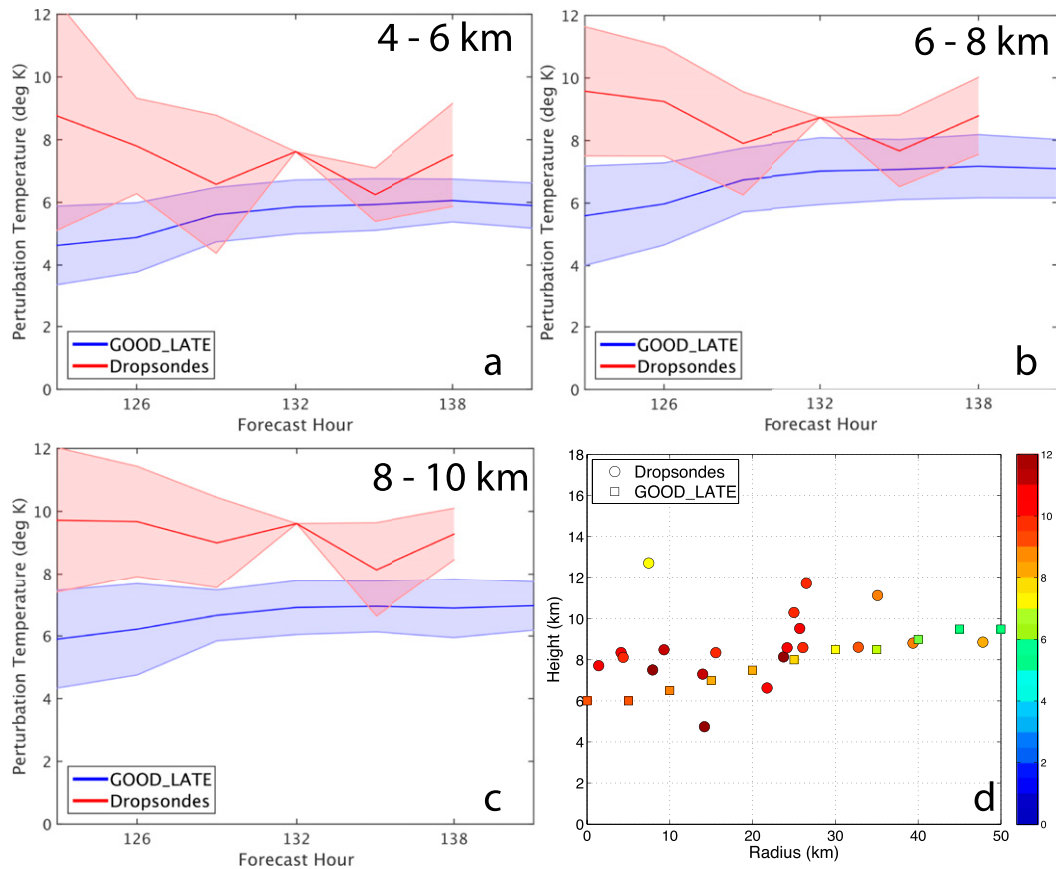 4 - 6 km
Perturbation Temperature (deg K)
12
10
8
6
4
2
0
GOOD_LATE
Dropsondes
a
126
132
138
Forecast Hour
6 - 8 km
Perturbation Temperature (deg K)
12
10
8
6
4
2
0
GOOD_LATE
Dropsondes
b
126
132
138
Forecast Hour
8 - 10 km
Perturbation Temperature (deg K)
12
10
8
6
4
2
0
GOOD_LATE
Dropsondes
c
126
132
138
Forecast Hour
Dropsondes
GOOD_LATE
Height (km)
18
16
14
12
10
8
6
4
2
0
d
0
10
20
30
40
50
Radius (km)
12
10
8
6
4
2
0